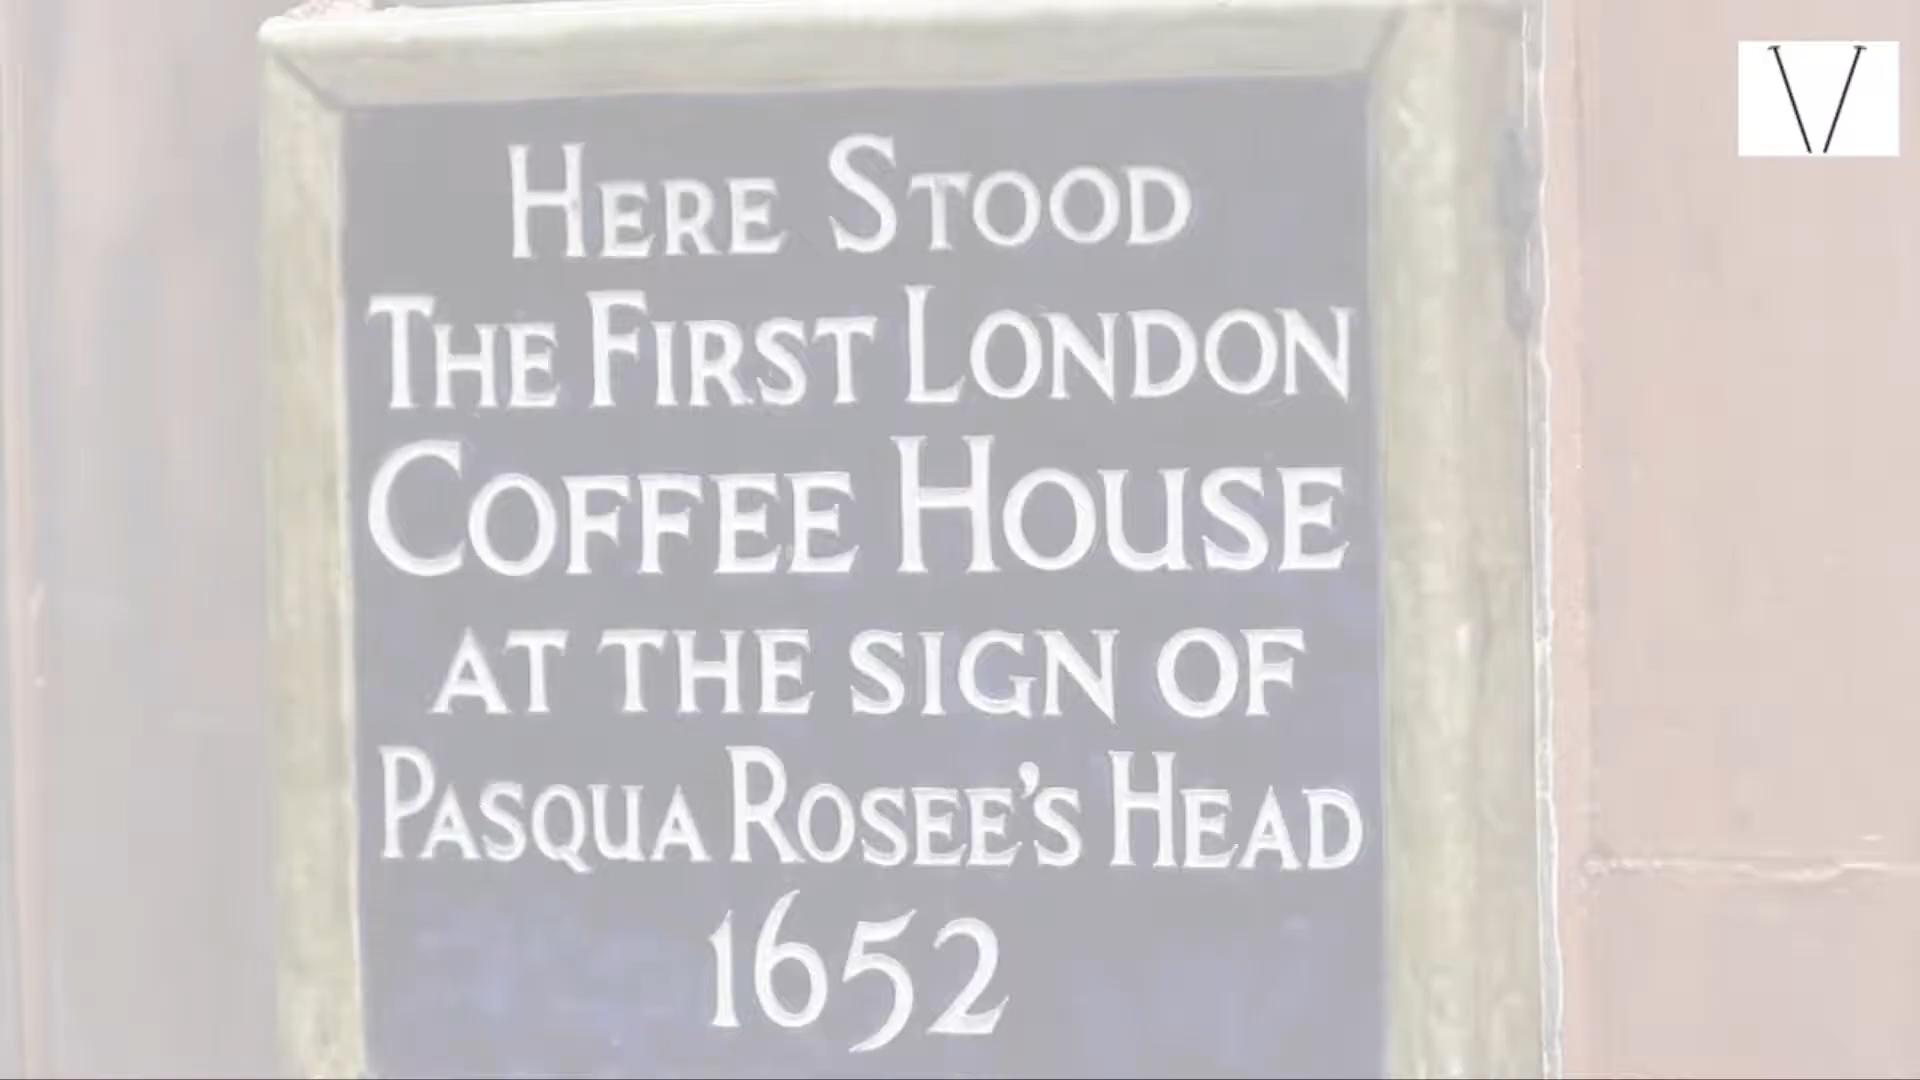 HERE STOOD
THE FIRST LONDON
COFFEE HOUSE
AT THE SIGN OF
PASQUA ROSEE'S HEAD
1652
V